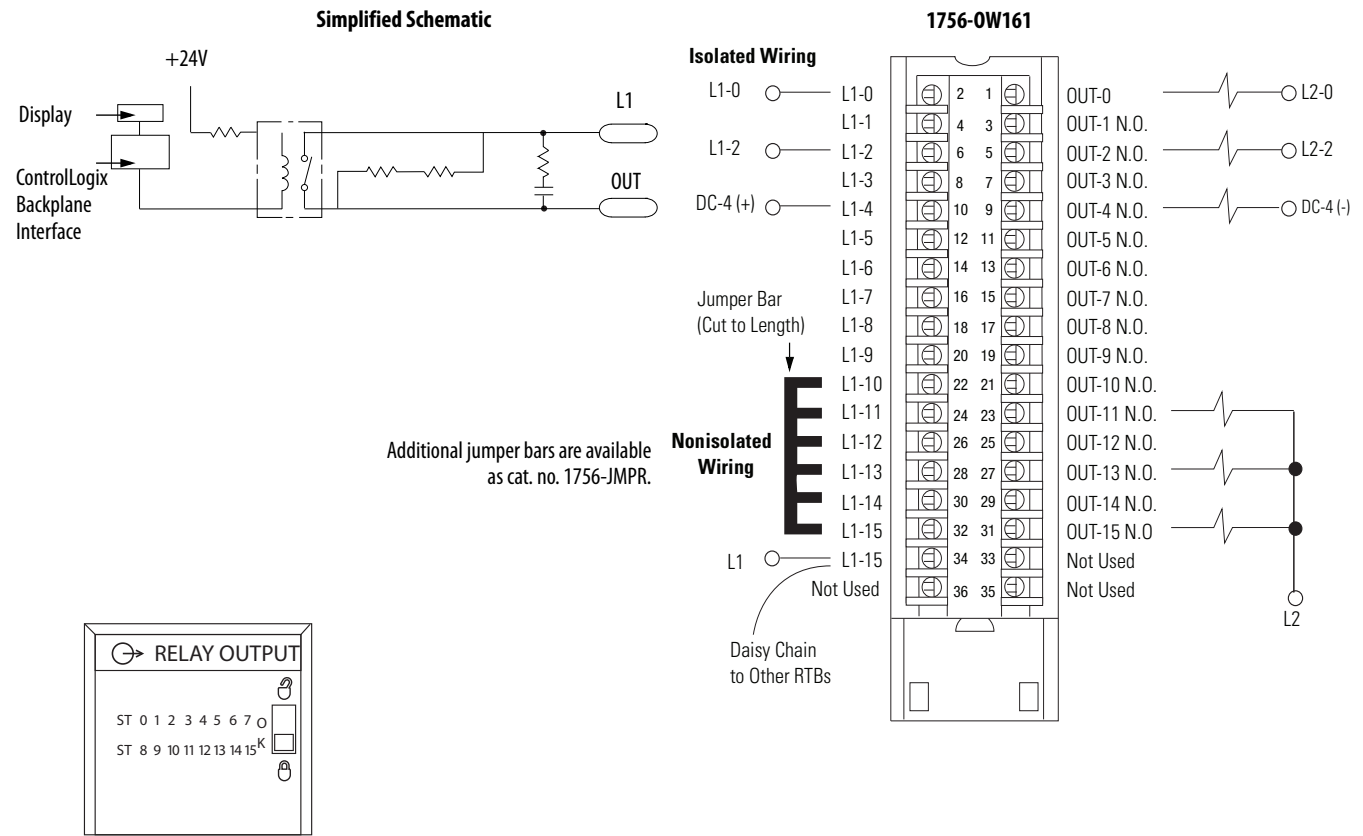 Simplified Schematic
+24V
Display
ControlLogix
Backplane
Interface
L1
OUT
Additional jumper bars are available
as cat. no. 1756-JMPR.
1756-OW161
Isolated Wiring
L1-0 L1-0 2 1 OUT-0 L2-0
L1-1 4 3 OUT-1 N.O.
L1-2 L1-2 6 5 OUT-2 N.O. L2-2
L1-3 8 7 OUT-3 N.O.
DC-4 (+) L1-4 10 9 OUT-4 N.O. DC-4 (-)
L1-5 12 11 OUT-5 N.O.
L1-6 14 13 OUT-6 N.O.
L1-7 16 15 OUT-7 N.O.
L1-8 18 17 OUT-8 N.O.
L1-9 20 19 OUT-9 N.O.
Jumper Bar
(Cut to Length)
L1-10 22 21 OUT-10 N.O.
L1-11 24 23 OUT-11 N.O.
L1-12 26 25 OUT-12 N.O.
Nonisolated
Wiring
L1-13 28 27 OUT-13 N.O.
L1-14 30 29 OUT-14 N.O.
L1-15 32 31 OUT-15 N.O
L1 L1-15 34 33 Not Used
Not Used 36 35 Not Used
L2
Daisy Chain
to Other RTBs
RELAY OUTPUT
ST 0 1 2 3 4 5 6 7 O
ST 8 9 10 11 12 13 14 15 K